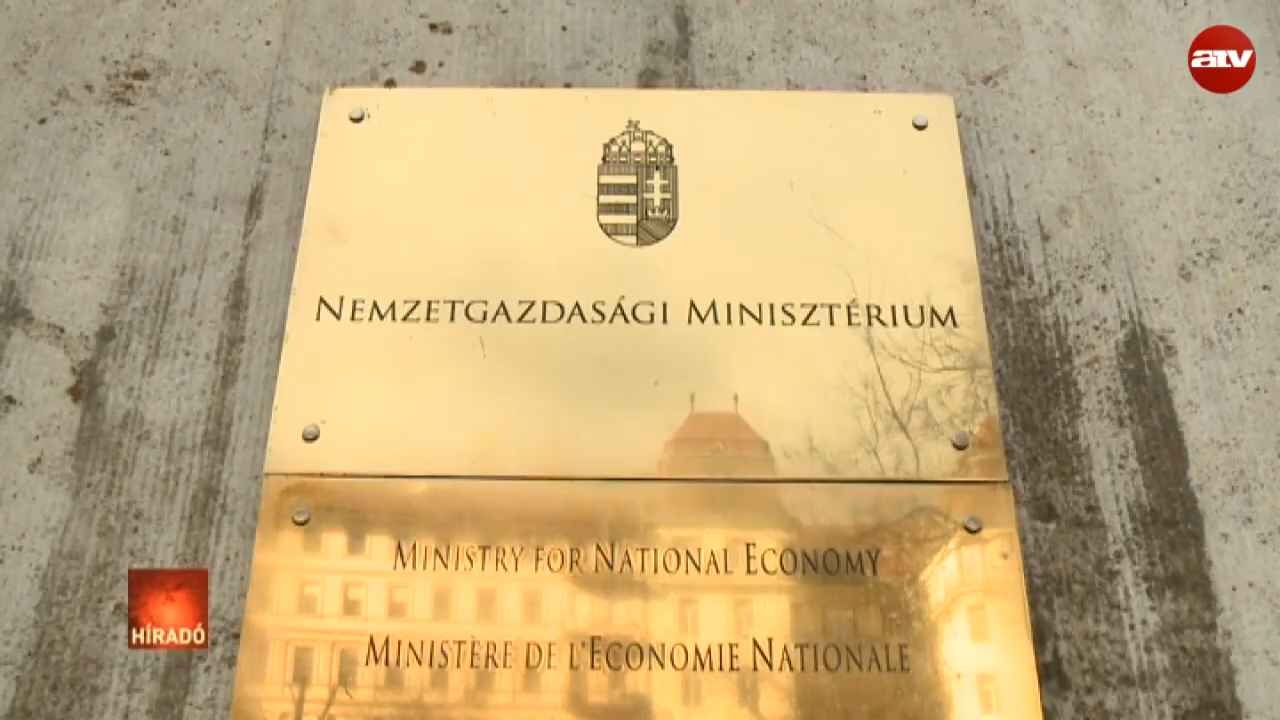 atv
NEMZETGAZDASÁGI MINISZTÉRIUM
MINISTRY FOR NATIONAL ECONOMY
MINISTÈRE DE L'ECONOMIE NATIONALE
HÍRADÓ